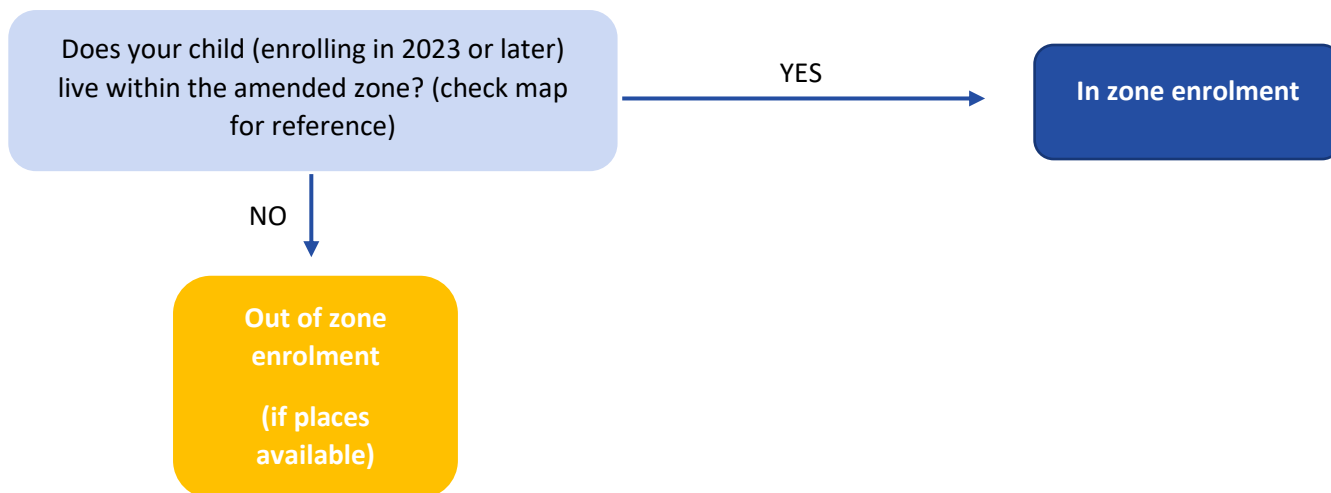 Does your child (enrolling in 2023 or later)
live within the amended zone? (check map
for reference)
YES
In zone enrolment
NO
Out of zone
enrolment
(if places
available)